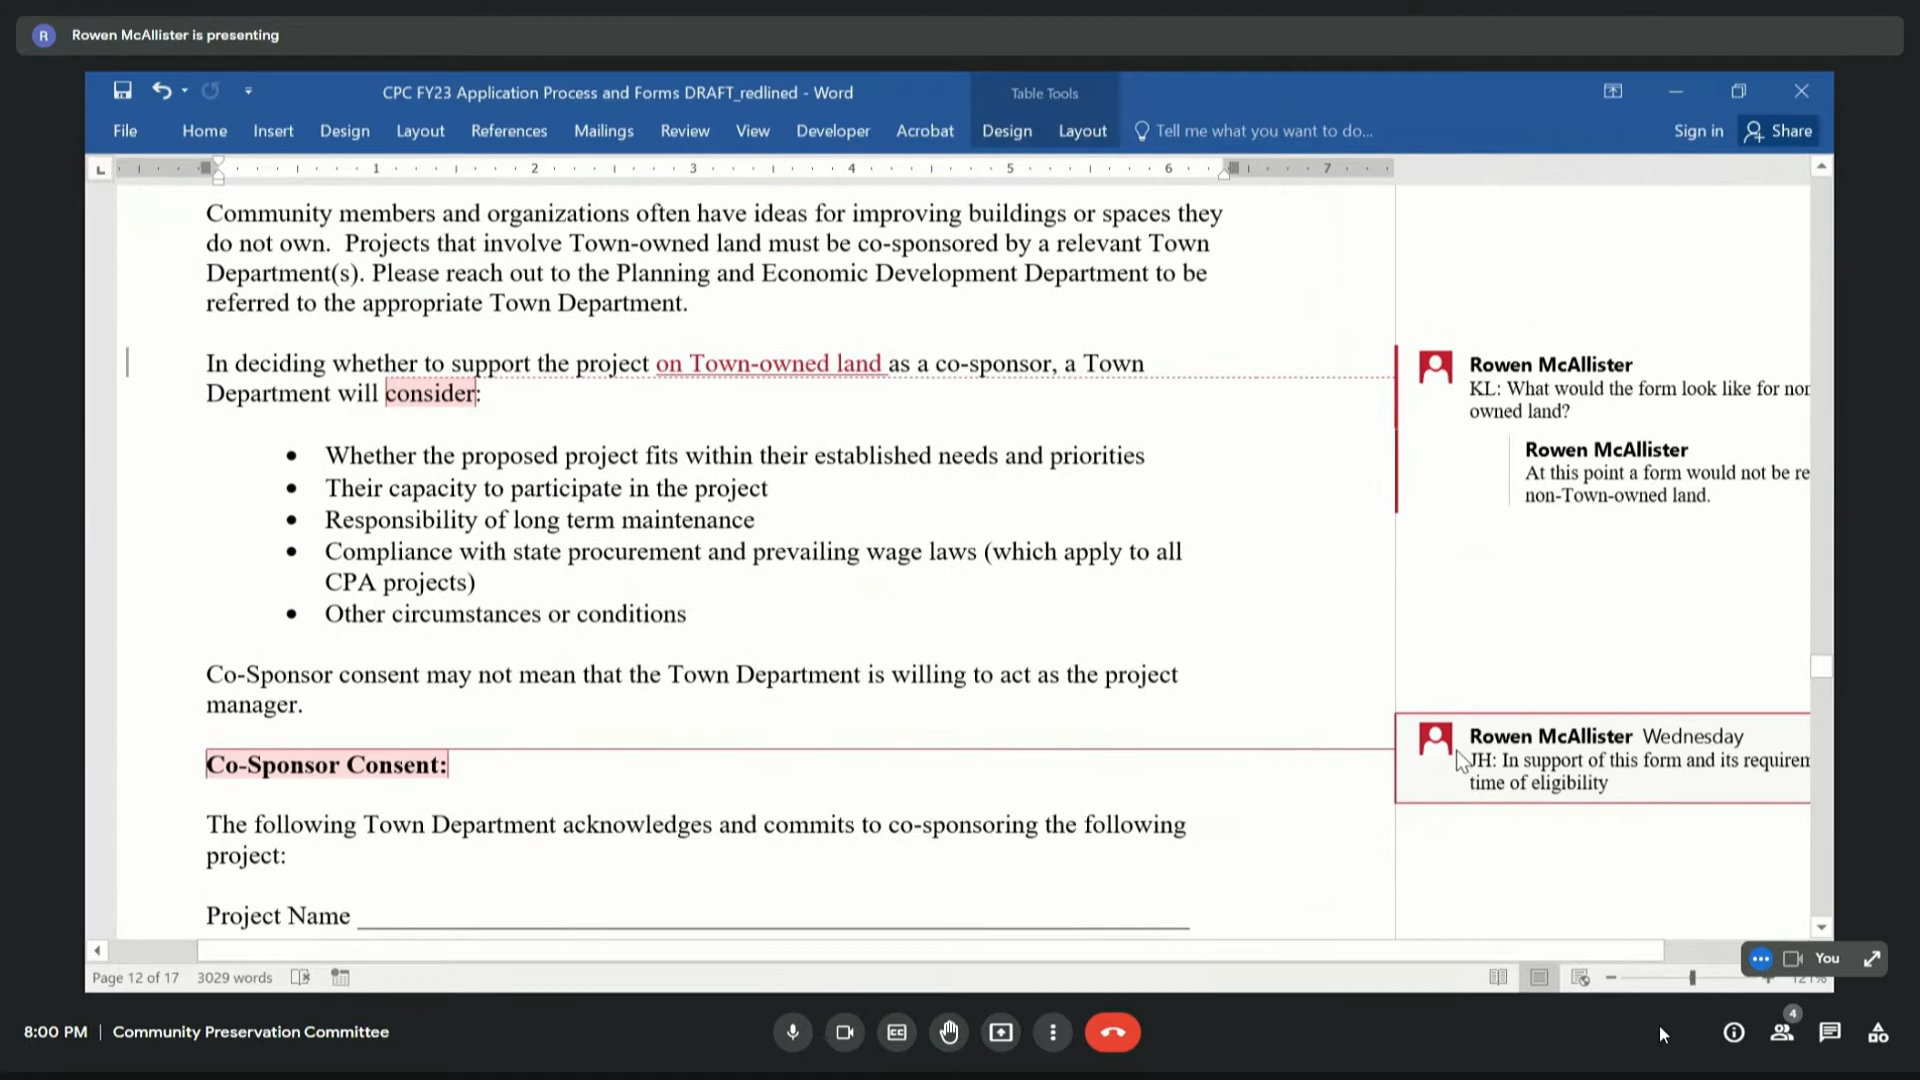 R Rowen McAllister is presenting
CPC FY23 Application Process and Forms DRAFT_redlined - Word
Table Tools
File Home Insert Design Layout References Mailings Review View Developer Acrobat Design Layout Tell me what you want to do... Sign in Share
L 1 2 3 4 5 6 7
Community members and organizations often have ideas for improving buildings or spaces they
do not own. Projects that involve Town-owned land must be co-sponsored by a relevant Town
Department(s). Please reach out to the Planning and Economic Development Department to be
referred to the appropriate Town Department.
In deciding whether to support the project on Town-owned land as a co-sponsor, a Town
Department will consider:
• Whether the proposed project fits within their established needs and priorities
• Their capacity to participate in the project
• Responsibility of long term maintenance
• Compliance with state procurement and prevailing wage laws (which apply to all
CPA projects)
• Other circumstances or conditions
Co-Sponsor consent may not mean that the Town Department is willing to act as the project
manager.
Co-Sponsor Consent:
The following Town Department acknowledges and commits to co-sponsoring the following
project:
Project Name
Rowen McAllister
KL: What would the form look like for
owned land?
Rowen McAllister
At this point a form would not be
non-Town-owned land.
Rowen McAllister Wednesday
JH: In support of this form and its
time of eligibility
Page 12 of 17 3029 words
121%
You
8:00 PM | Community Preservation Committee
CC
4